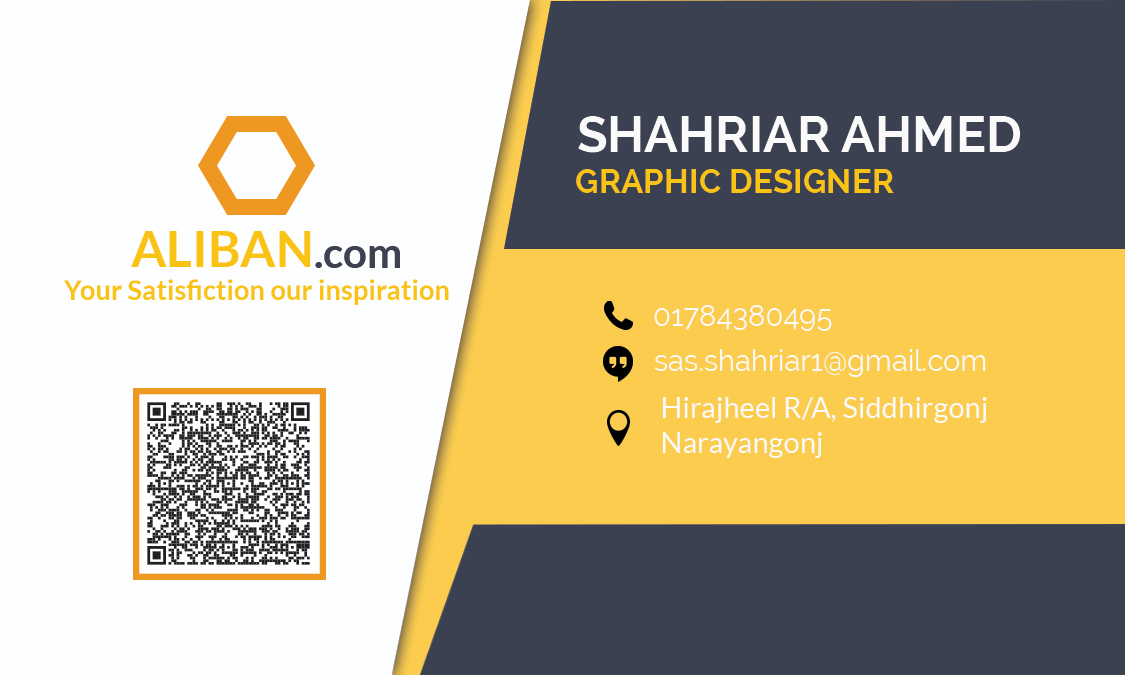 ALIBAN.com
Your Satisfiction our inspiration
SHAHRIAR AHMED
GRAPHIC DESIGNER
01784380495
sas.shahriar1@gmail.com
Hirajheel R/A, Siddhirgonj
Narayangonj